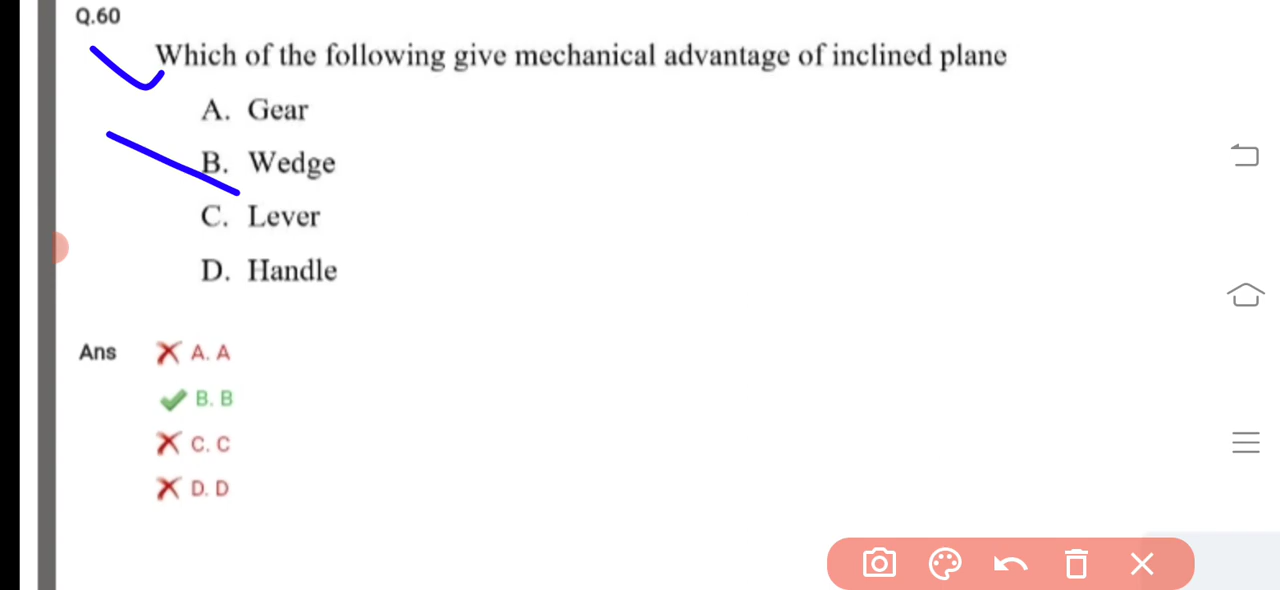 Q.60
Which of the following give mechanical advantage of inclined plane
A. Gear
B. Wedge
C. Lever
D. Handle
Ans A. A
B. B
C. C
D. D